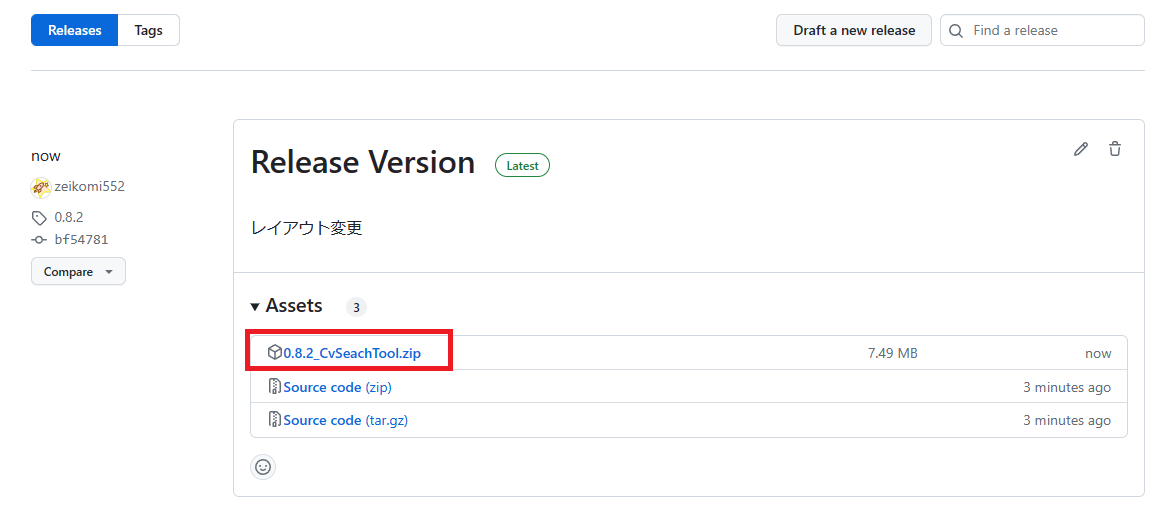 Releases
Tags
Draft a new release
Find a release
now
zeikomi552
0.8.2
bf54781
Compare
Release Version
Latest
レイアウト変更
Assets
3
0.8.2_CvSeachTool.zip
7.49 MB
now
Source code (zip)
3 minutes ago
Source code (tar.gz)
3 minutes ago